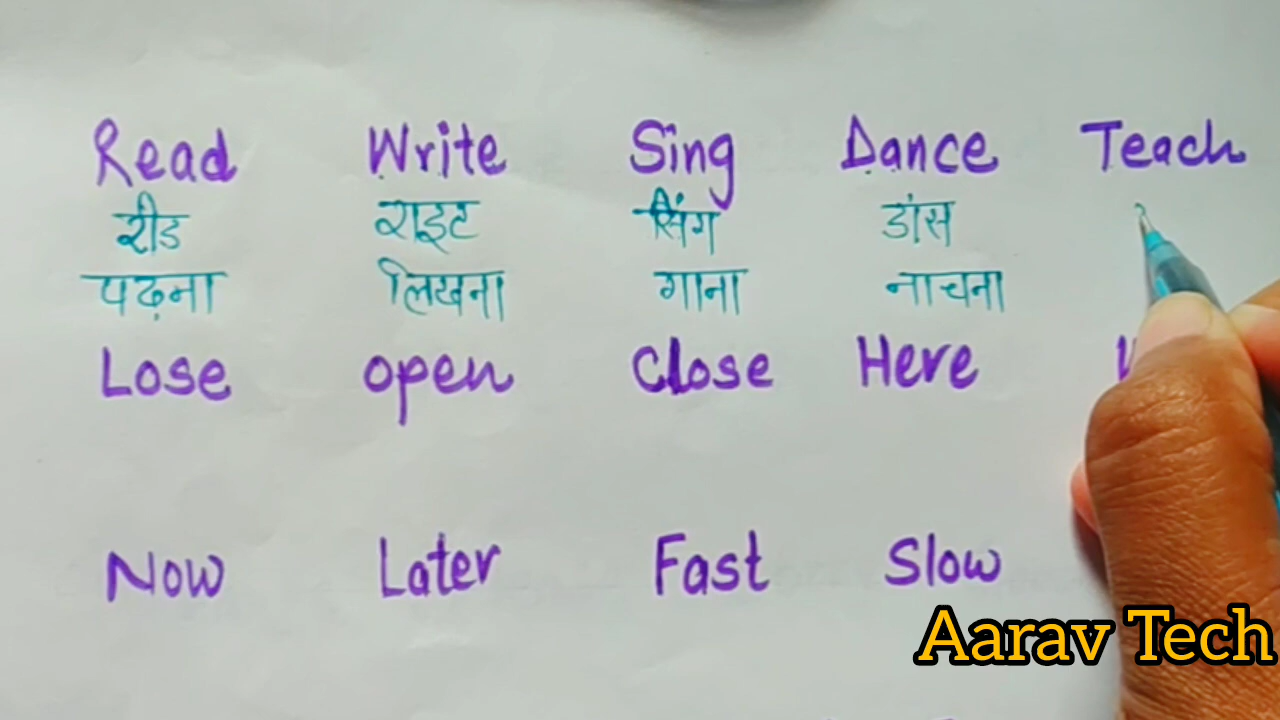 Read Write Sing Dance Teach
रीड राइट सिंग डांस
पढ़ना लिखना गाना नाचना
Lose open Close Here
Now Later Fast Slow
Aarav Tech